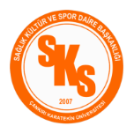 SAĞLIK KÜLTÜR VE SPOR DAİRE BAŞKANLIĞI
SKS
2007
ÇANKIRI KARATEKİN ÜNİVERSİTESİ